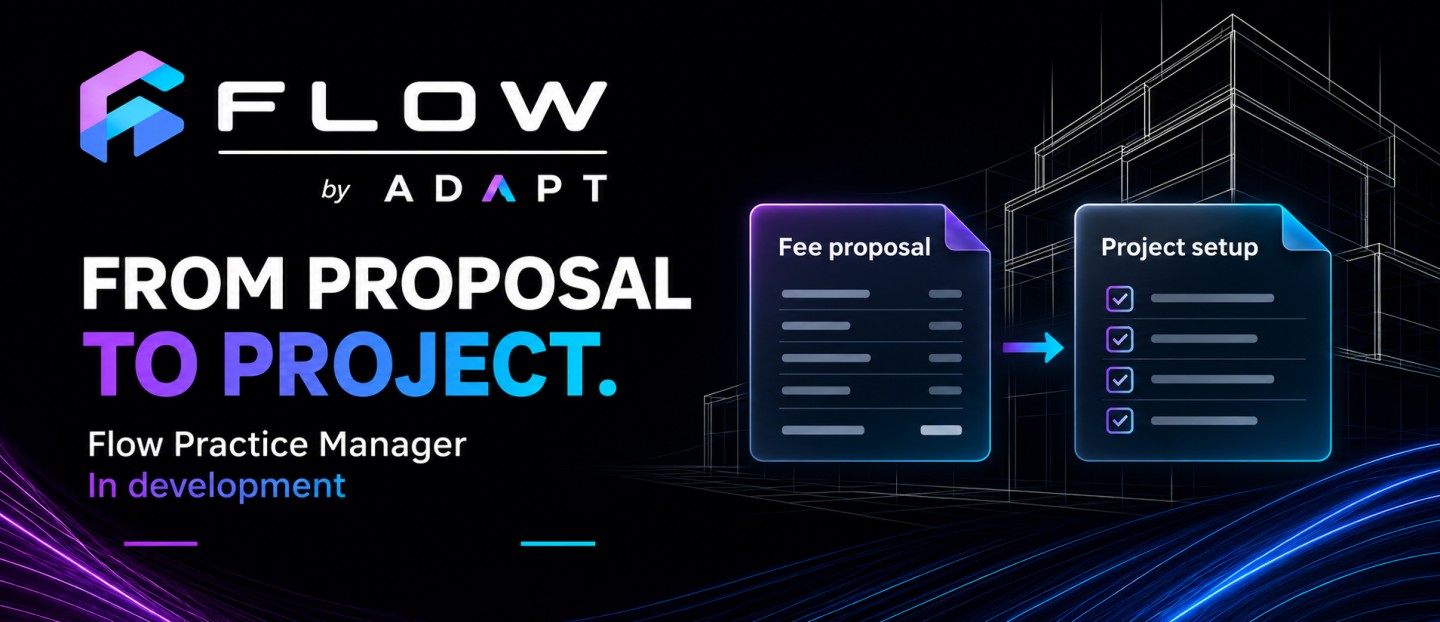 FLOW
by ADAPT
FROM PROPOSAL
TO PROJECT.
Flow Practice Manager
In development
Fee proposal
Project setup